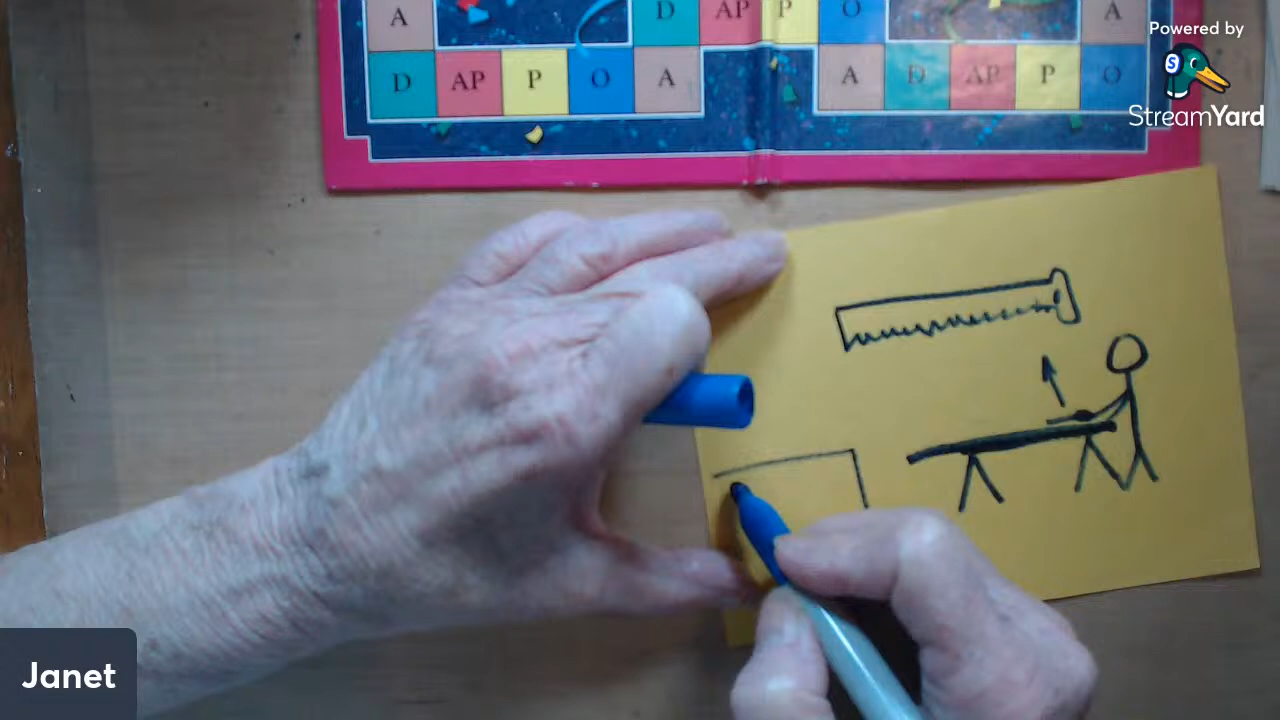 A D AP P O A
D AP P O A A D AP P O
Powered by
StreamYard
Janet